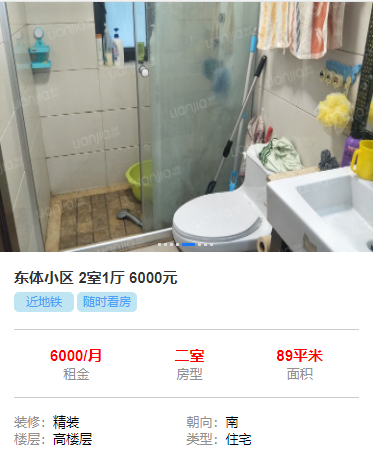 东体小区 2室1厅 6000元
近地铁 随时看房
6000/月 二室 89平米
租金 房型 面积
装修: 精装 朝向: 南
楼层: 高楼层 类型: 住宅